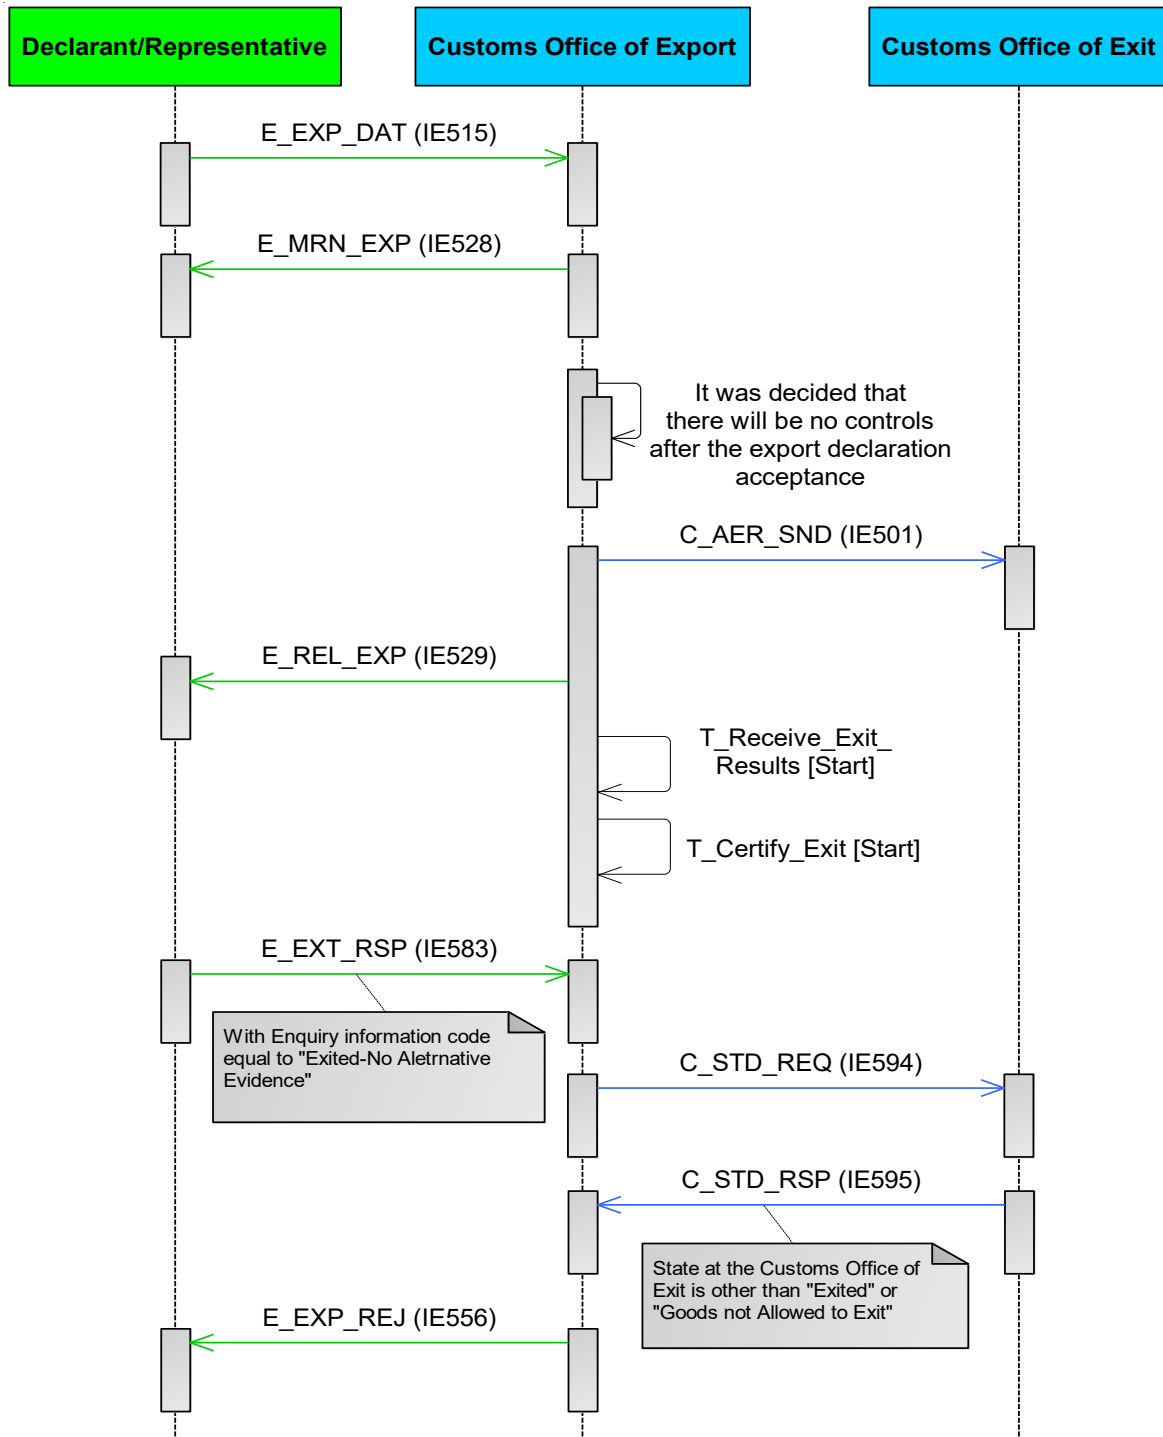 Declarant/Representative
Customs Office of Export
Customs Office of Exit
E_EXP_DAT (IE515)
E_MRN_EXP (IE528)
It was decided that
there will be no controls
after the export declaration
acceptance
C_AER_SND (IE501)
E_REL_EXP (IE529)
T_Receive_Exit_
Results [Start]
T_Certify_Exit [Start]
E_EXT_RSP (IE583)
With Enquiry information code
equal to "Exited-No Aletrnative
Evidence"
C_STD_REQ (IE594)
C_STD_RSP (IE595)
State at the Customs Office of
Exit is other than "Exited" or
"Goods not Allowed to Exit"
E_EXP_REJ (IE556)